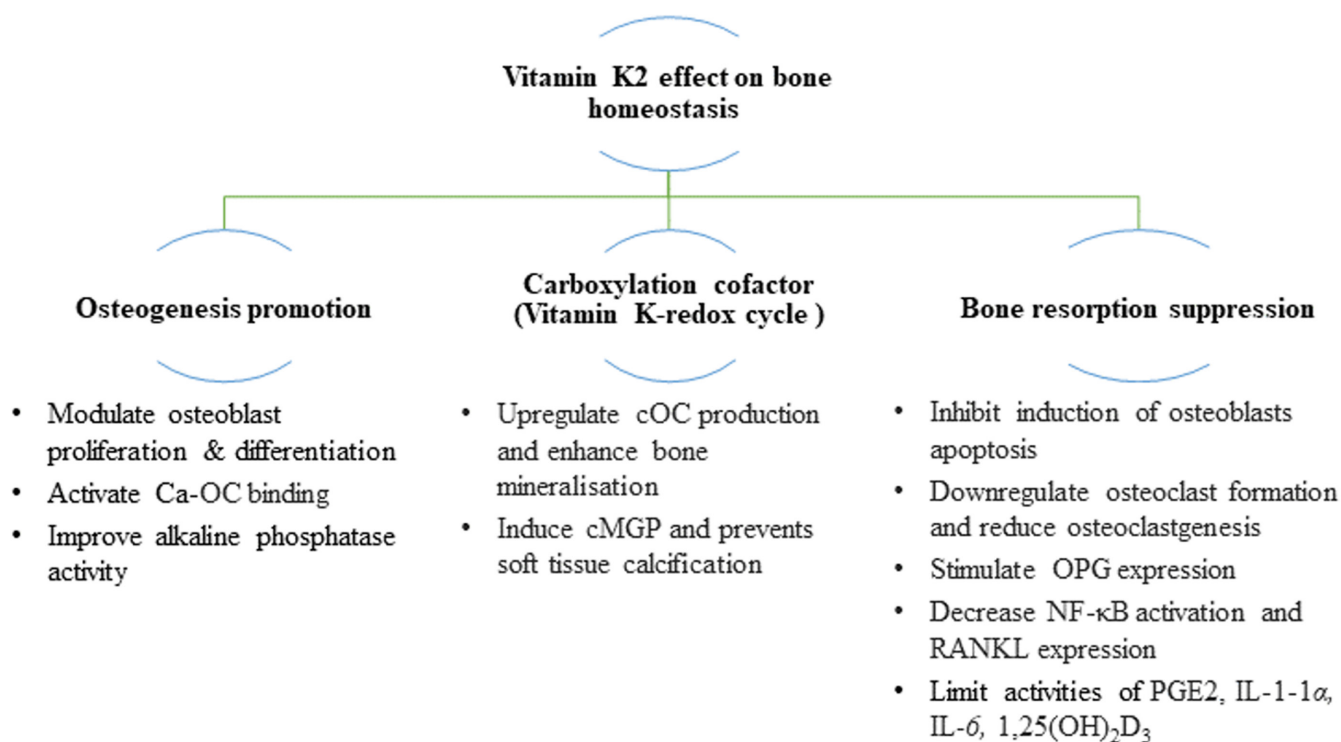 Vitamin K2 effect on bone
homeostasis
Osteogenesis promotion
• Modulate osteoblast
proliferation & differentiation
• Activate Ca-OC binding
• Improve alkaline phosphatase
activity
Carboxylation cofactor
(Vitamin K-redox cycle )
• Upregulate cOC production
and enhance bone
mineralisation
• Induce cMGP and prevents
soft tissue calcification
Bone resorption suppression
• Inhibit induction of osteoblasts
apoptosis
• Downregulate osteoclast formation
and reduce osteoclastgenesis
• Stimulate OPG expression
• Decrease NF-κB activation and
RANKL expression
• Limit activities of PGE2, IL-1-1α,
IL-6, 1,25(OH)₂D₃